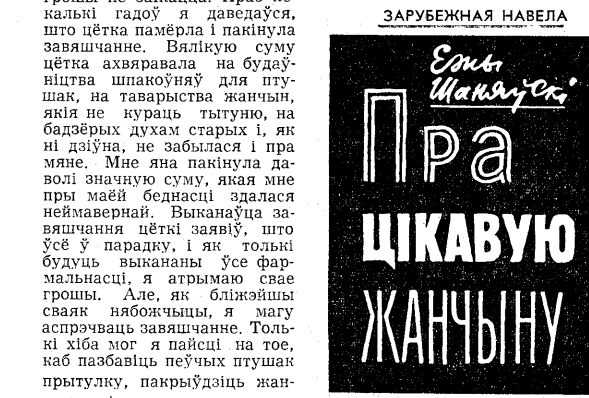 калькі гадоў я даведаўся,
што цётка памёрла і пакінула
завяшчанне. Вялікую суму
цётка ахвяравала на будаў-
ніцтва шпакоўняў для пту-
шак, на таварыства жанчын,
якія не кураць тытуню, на
бадзёрых духам старых і, як
ні дзіўна, не забылася і пра
мяне. Мне яна пакінула да-
волі значную суму, якая мне
пры маёй беднасці здалася
неймавернай. Выканаўца за-
вяшчання цёткі заявіў, што
ўсё ў парадку, і як толькі
будуць выкананы ўсе фар-
мальнасці, я атрымаю свае
грошы. Але, як бліжэйшы
сваяк нябожчыцы, я магу
аспрэчваць завяшчанне. Толь-
кі хіба мог я пайсці на тое,
каб пазбавіць пеўчых птушак
прытулку, пакрыўдзіць жан-
ЗАРУБЕЖНАЯ НАВЕЛА
Ежы
Шаняўскі
Пра
ЦІКАВУЮ
ЖАНЧЫНУ